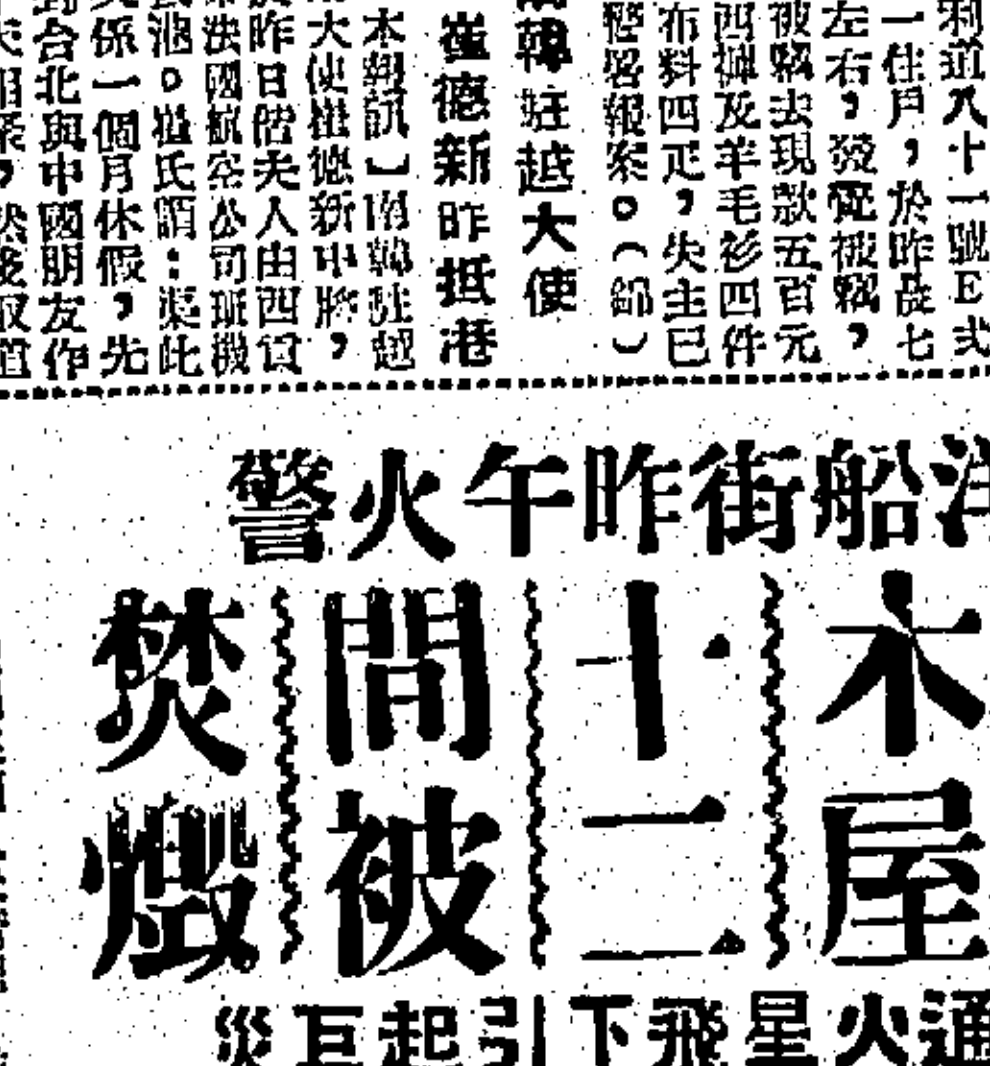 利道八十一號E式
一住戶，於昨晨七
左右，發覺被竊，
被竊去現款五百元
西褲及羊毛衫四件
布料四疋，失主已
警署報案。（錦）
韓駐越大使
崔德新昨抵港
本報訊】南韓駐越
大使崔德新中將，
昨日偕夫人由西貢
法國航空公司班機
池。崔氏謂：渠此
係一個月休假，先
台北與中國朋友作
洋船街昨午火警
木屋
十二
間被
焚燬
通火星飛下引起巨災